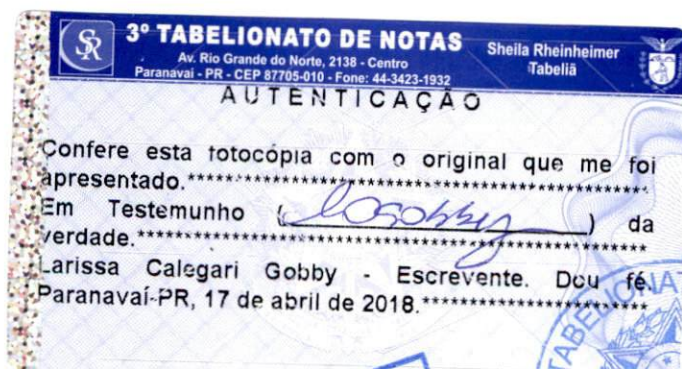 SR
3º TABELIONATO DE NOTAS
Av. Rio Grande do Norte, 2138 - Centro
Paranavaí - PR - CEP 87705-010 - Fone: 44-3423-1932
Sheila Rheinheimer
Tabeliã
AUTENTICAÇÃO
Confere esta fotocópia com o original que me foi
apresentado.**********************************************
Em Testemunho ( ) da
verdade.**************************************************
Larissa Calegari Gobby - Escrevente. Dou fé.
Paranavaí-PR, 17 de abril de 2018.***********************
TABELIONATO